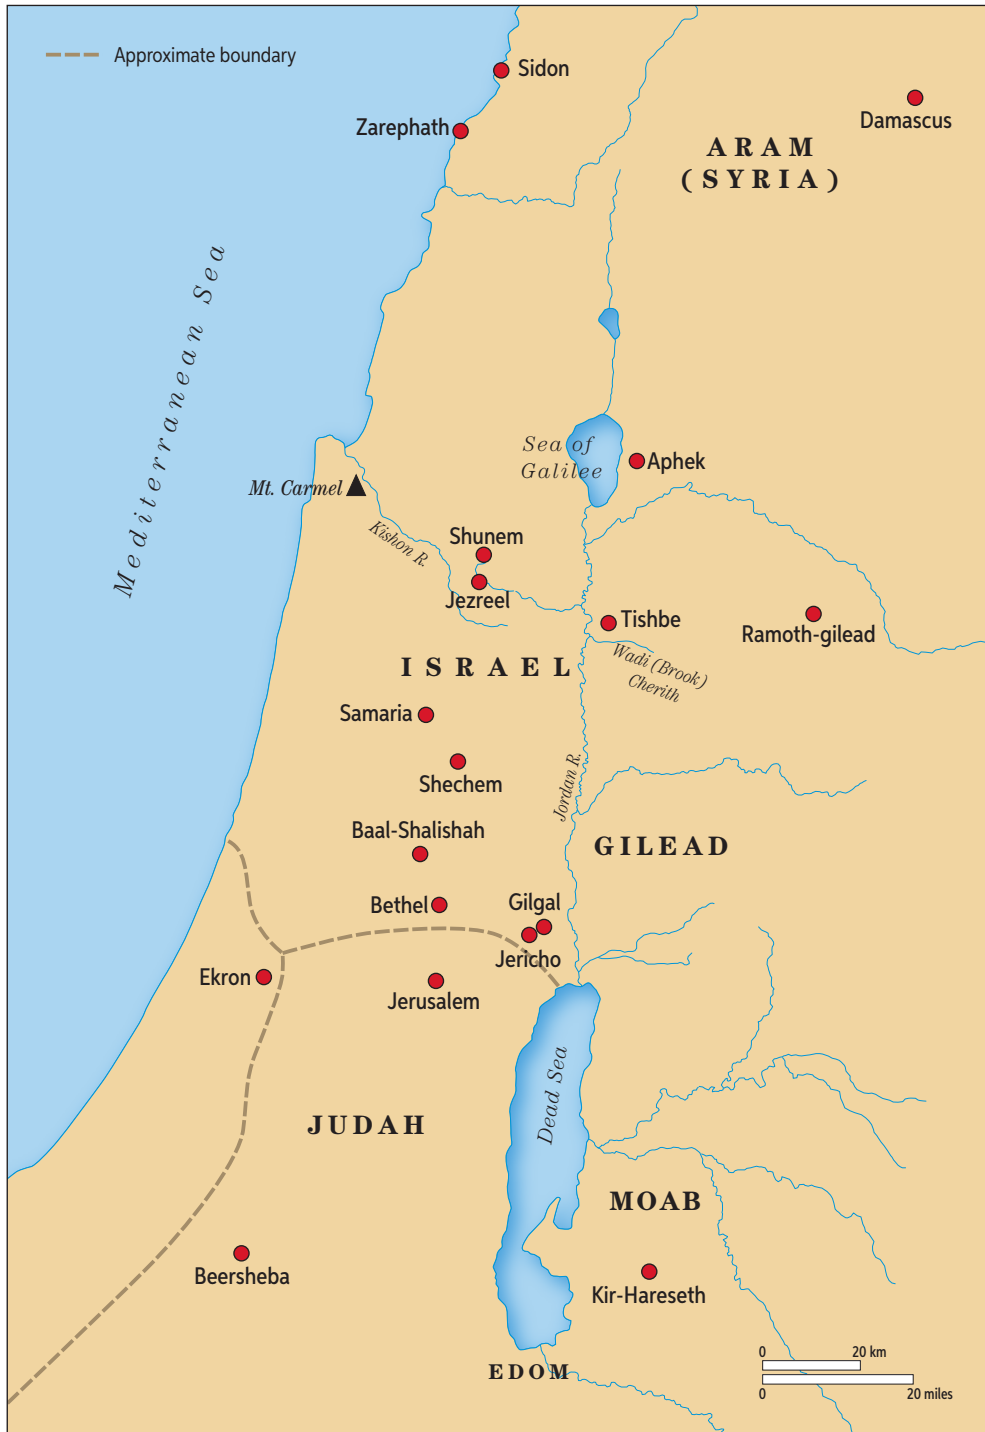 Approximate boundary
Sidon
Zarephath
Damascus
ARAM
(SYRIA)
Mediterranean Sea
Sea of
Galilee
Aphek
Mt. Carmel
Kishon R.
Shunem
Jezreel
Tishbe
Ramoth-gilead
Wadi (Brook)
Cherith
ISRAEL
Samaria
Shechem
Jordan R.
Baal-Shalishah
GILEAD
Bethel
Gilgal
Jericho
Ekron
Jerusalem
Dead Sea
JUDAH
MOAB
Beersheba
Kir-Hareseth
EDOM
0 20 km
0 20 miles